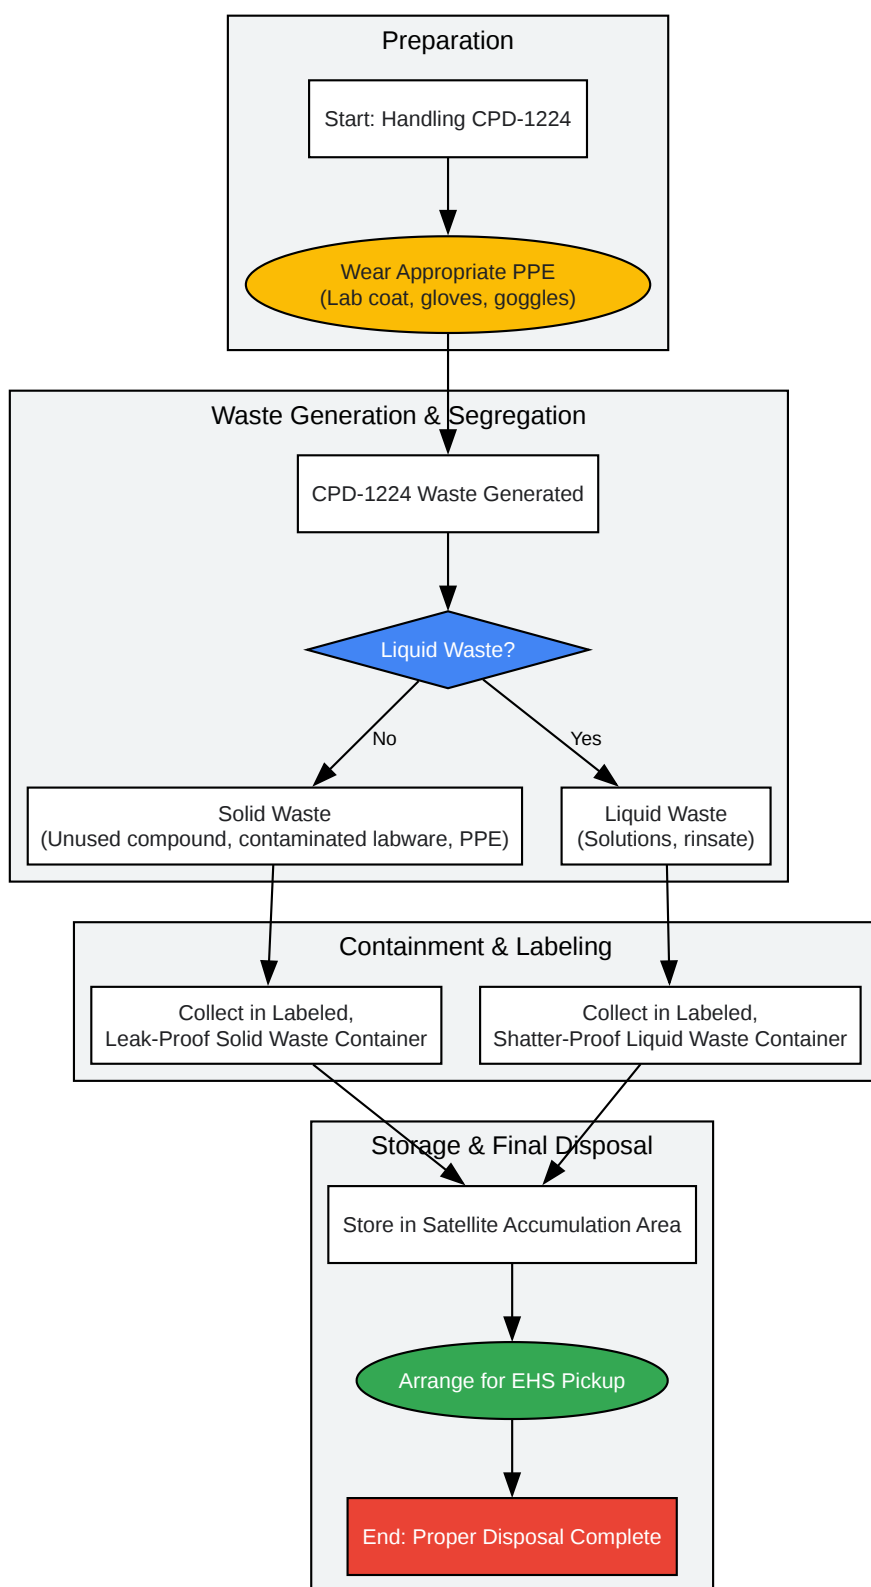 Preparation
Start: Handling CPD-1224
Wear Appropriate PPE
(Lab coat, gloves, goggles)
Waste Generation & Segregation
CPD-1224 Waste Generated
Liquid Waste?
No
Yes
Solid Waste
(Unused compound, contaminated labware, PPE)
Liquid Waste
(Solutions, rinsate)
Containment & Labeling
Collect in Labeled,
Leak-Proof Solid Waste Container
Collect in Labeled,
Shatter-Proof Liquid Waste Container
Storage & Final Disposal
Store in Satellite Accumulation Area
Arrange for EHS Pickup
End: Proper Disposal Complete